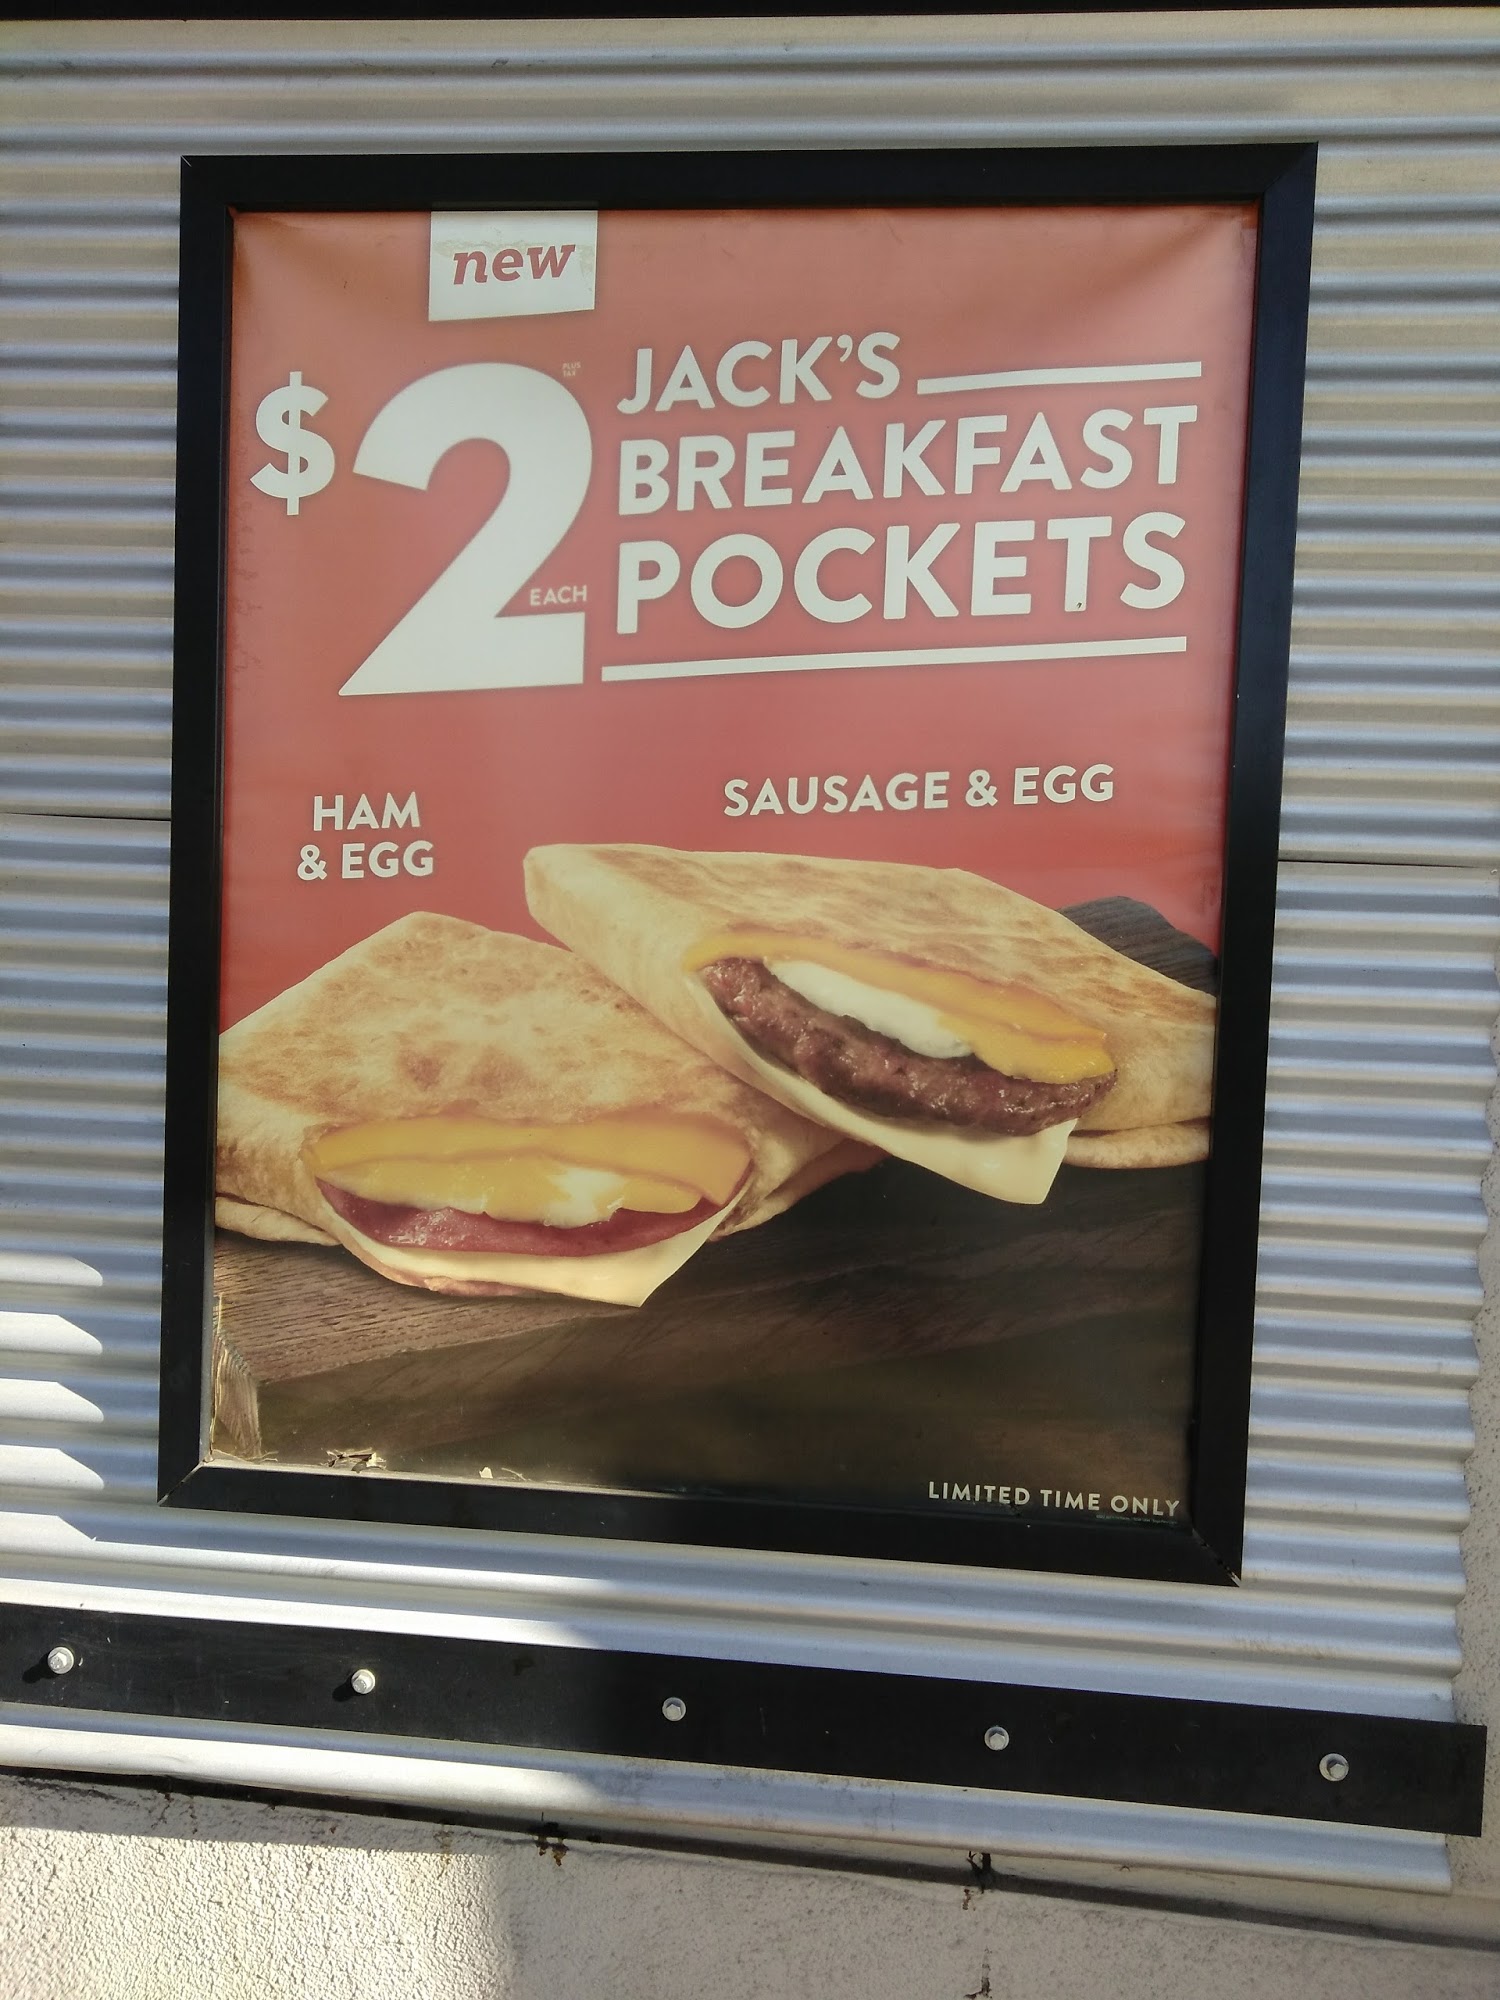 new
$2
PLUS
TAX
EACH
JACK'S
BREAKFAST
POCKETS
HAM
& EGG
SAUSAGE & EGG
LIMITED TIME ONLY